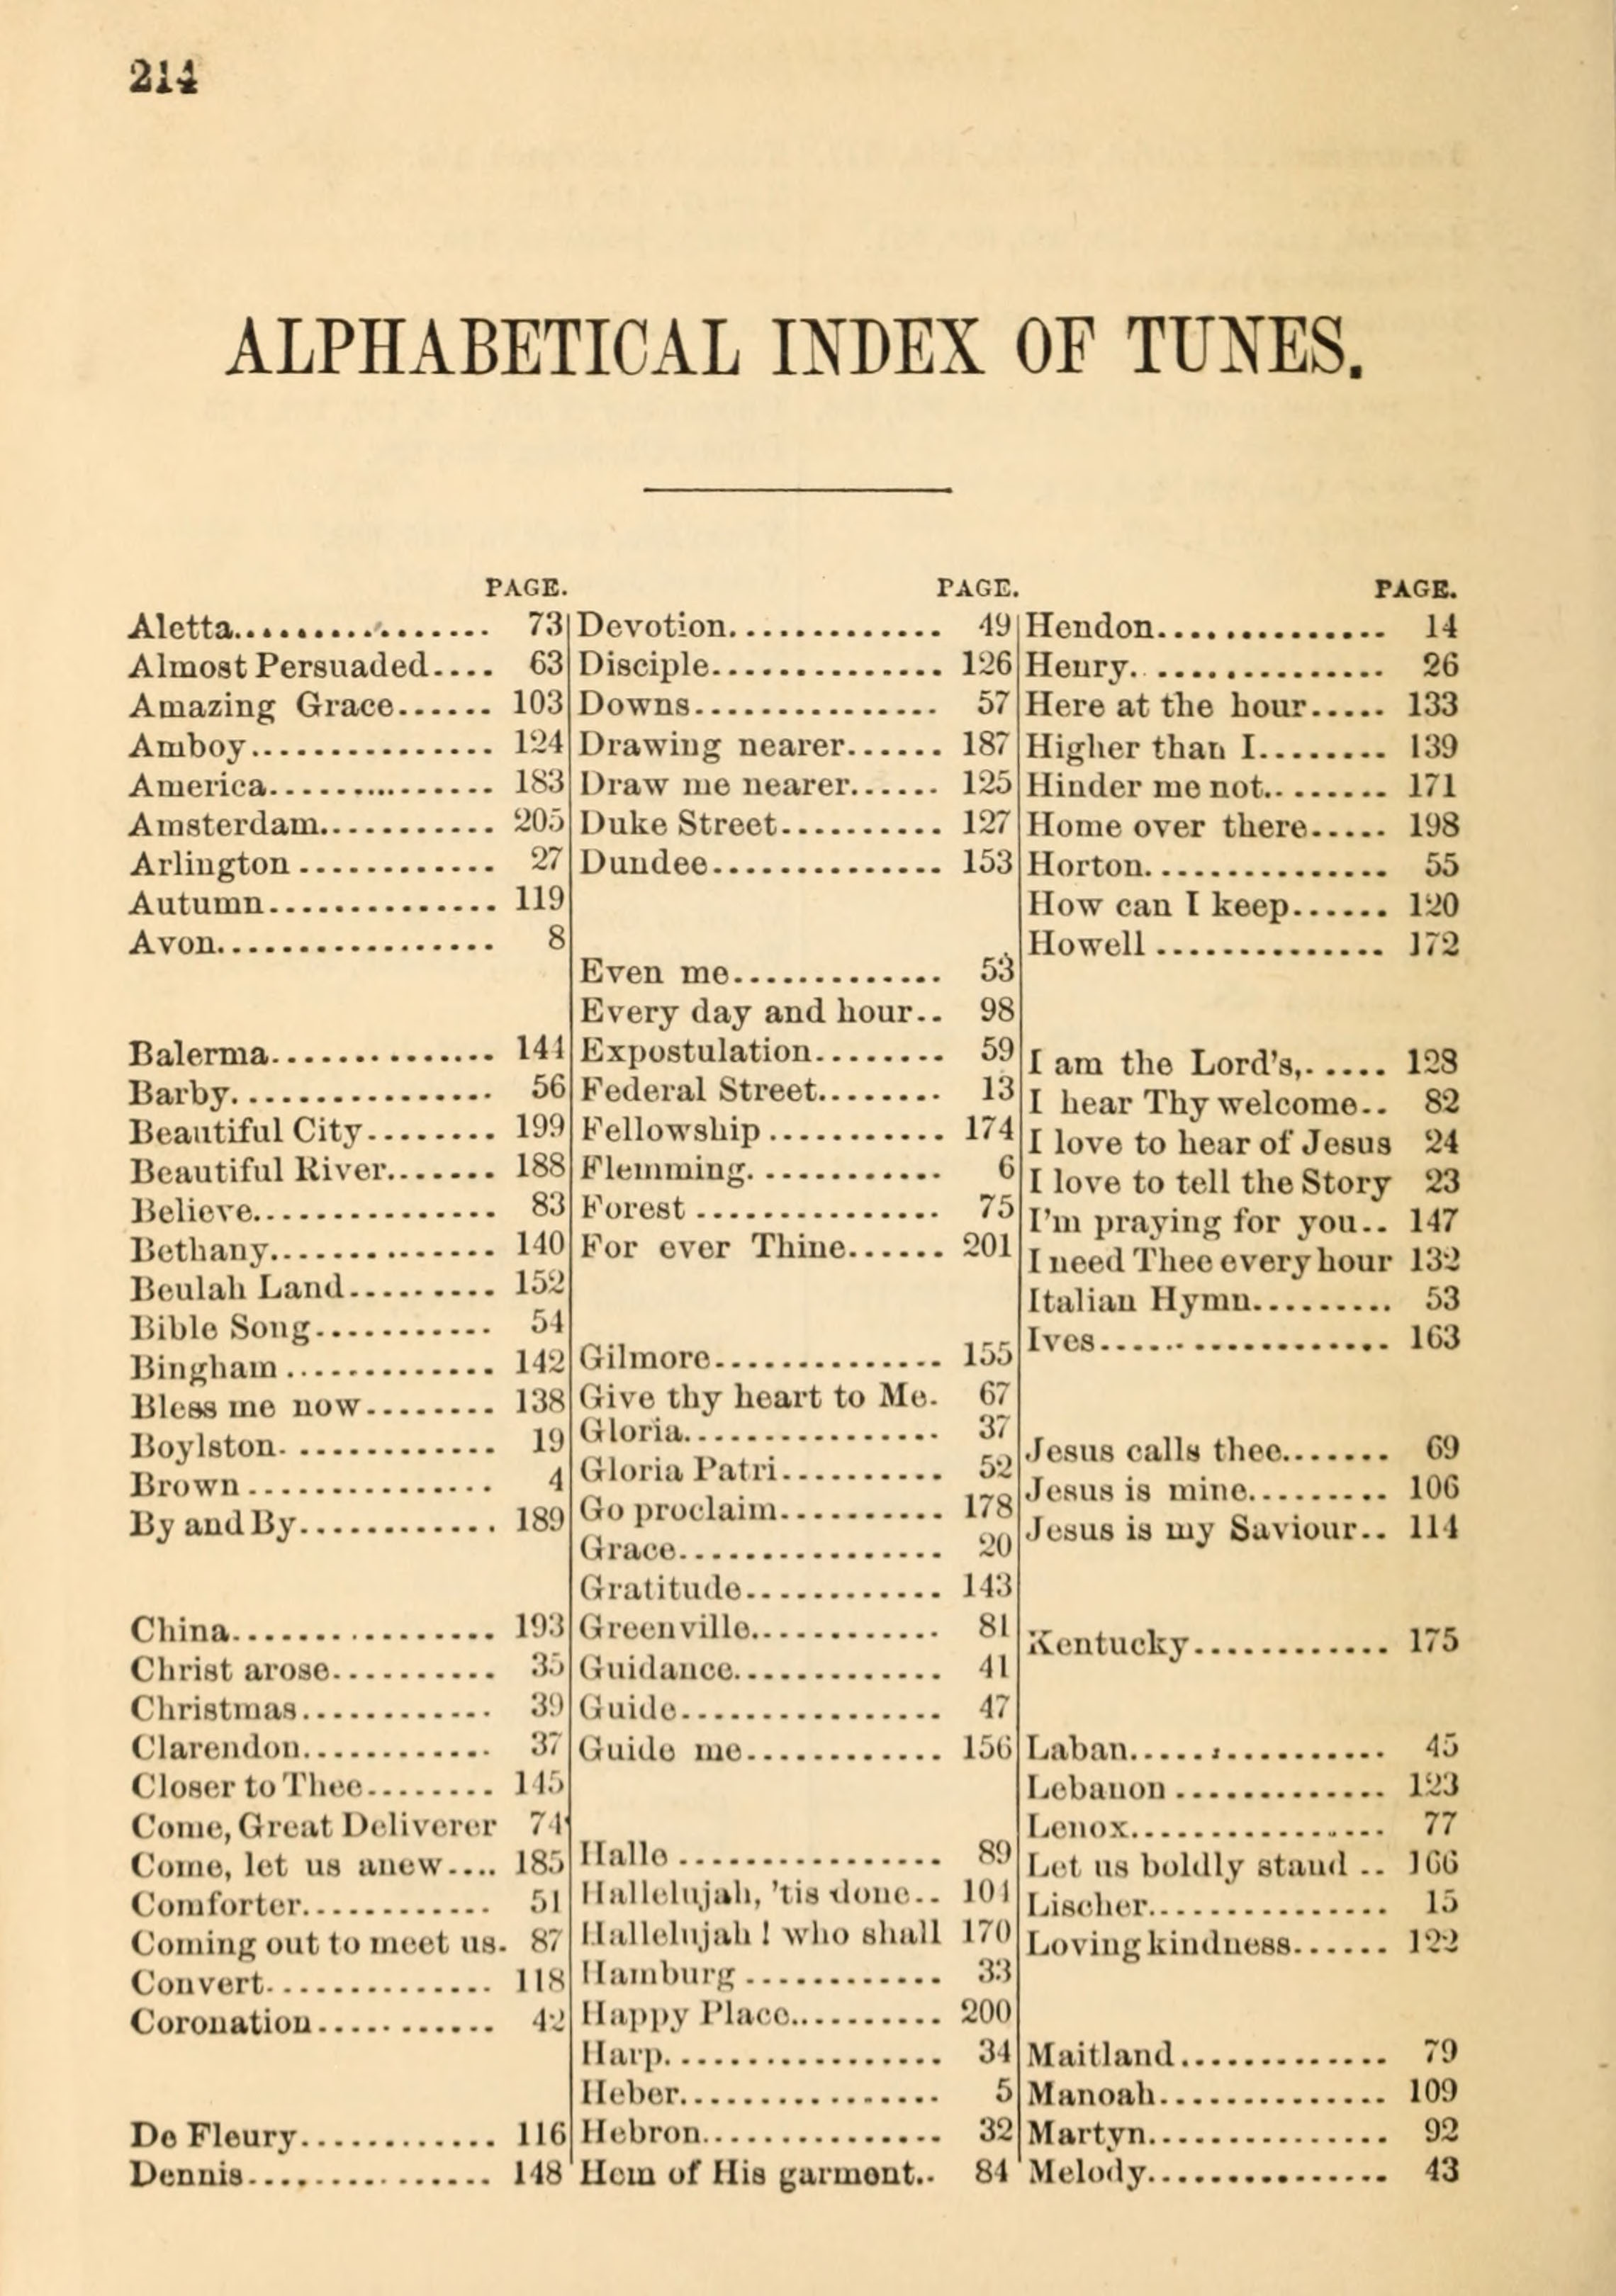 214
ALPHABETICAL INDEX OF TUNES.
PAGE.
Aletta................ 73
Almost Persuaded.... 63
Amazing Grace...... 103
Amboy............... 124
America.............. 183
Amsterdam........... 205
Arlington............ 27
Autumn.............. 119
Avon................. 8
Balerma.............. 144
Barby................ 56
Beautiful City........ 199
Beautiful River....... 188
Believe............... 83
Bethany.............. 140
Beulah Land......... 152
Bible Song........... 54
Bingham............. 142
Bless me now........ 138
Boylston............. 19
Brown............... 4
By and By............ 189
China................ 193
Christ arose.......... 35
Christmas............ 39
Clarendon............ 37
Closer to Thee........ 145
Come, Great Deliverer 74
Come, let us anew.... 185
Comforter............ 51
Coming out to meet us. 87
Convert.............. 118
Coronation........... 42
De Fleury............ 116
Dennis............... 148
PAGE.
Devotion............. 49
Disciple.............. 126
Downs............... 57
Drawing nearer...... 187
Draw me nearer...... 125
Duke Street.......... 127
Dundee.............. 153
Even me............. 53
Every day and hour.. 98
Expostulation........ 59
Federal Street........ 13
Fellowship........... 174
Flemming............ 6
Forest............... 75
For ever Thine...... 201
Gilmore.............. 155
Give thy heart to Me. 67
Gloria................ 37
Gloria Patri.......... 52
Go proclaim.......... 178
Grace................ 20
Gratitude............ 143
Greenville............ 81
Guidance............. 41
Guide................ 47
Guide me............ 156
Halle................ 89
Hallelujah, 'tis done.. 101
Hallelujah! who shall 170
Hamburg............ 33
Happy Place.......... 200
Harp................. 34
Heber................ 5
Hebron............... 32
Hem of His garment.. 84
PAGE.
Hendon.............. 14
Henry............... 26
Here at the hour..... 133
Higher than I........ 139
Hinder me not........ 171
Home over there..... 198
Horton............... 55
How can I keep...... 120
Howell.............. 172
I am the Lord's,..... 128
I hear Thy welcome.. 82
I love to hear of Jesus 24
I love to tell the Story 23
I'm praying for you.. 147
I need Thee every hour 132
Italian Hymn......... 53
Ives.................. 163
Jesus calls thee....... 69
Jesus is mine......... 106
Jesus is my Saviour.. 114
Kentucky............ 175
Laban................ 45
Lebanon............. 123
Lenox................ 77
Let us boldly stand.. 166
Lischer............... 15
Loving kindness...... 122
Maitland............. 79
Manoah.............. 109
Martyn............... 92
Melody............... 43